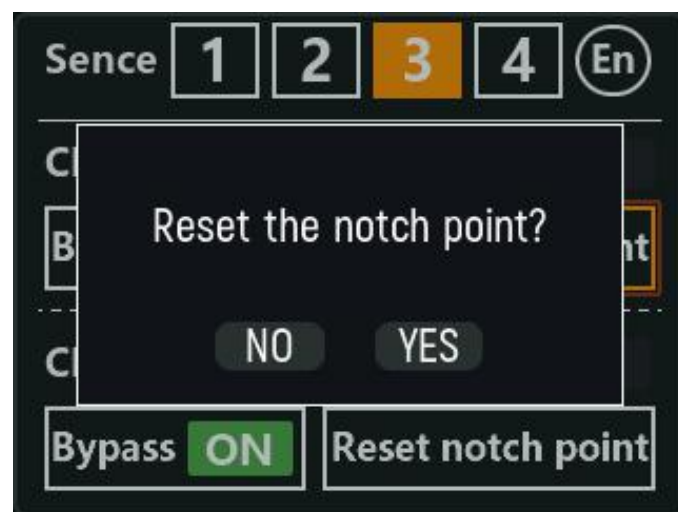 Sence 1 2 3 4 En
Reset the notch point?
NO YES
Bypass ON Reset notch point